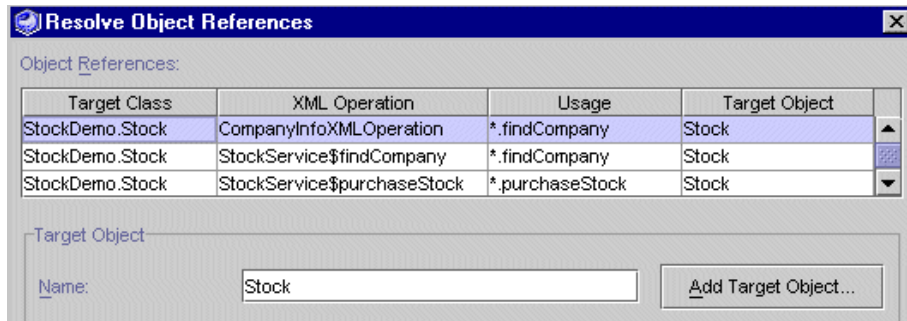 Resolve Object References
Object References:
Target Class XML Operation Usage Target Object
StockDemo.Stock CompanyInfoXMLOperation *.findCompany Stock
StockDemo.Stock StockService$findCompany *.findCompany Stock
StockDemo.Stock StockService$purchaseStock *.purchaseStock Stock
Target Object
Name: Stock Add Target Object...